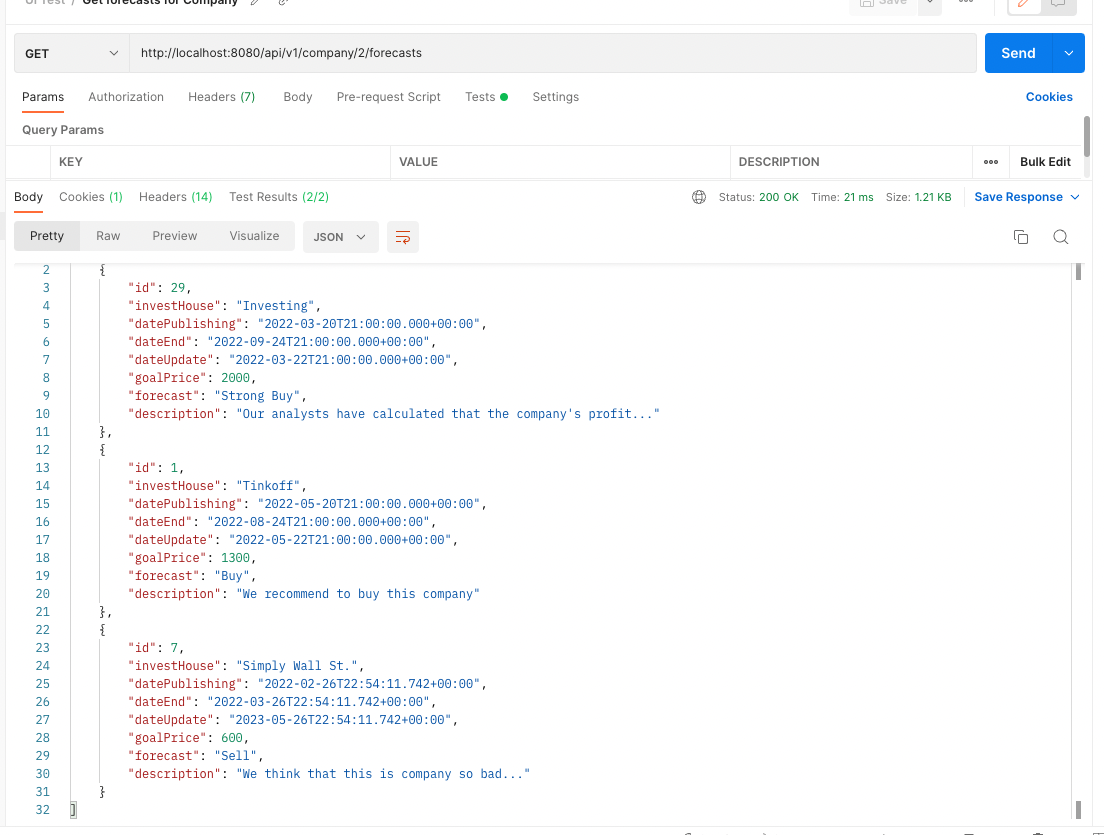 UI Test / Get forecasts for Company
Save
GET http://localhost:8080/api/v1/company/2/forecasts Send
Params Authorization Headers (7) Body Pre-request Script Tests Settings Cookies
Query Params
KEY VALUE DESCRIPTION Bulk Edit
Body Cookies (1) Headers (14) Test Results (2/2) Status: 200 OK Time: 21 ms Size: 1.21 KB Save Response
Pretty Raw Preview Visualize JSON
2 {
3 "id": 29,
4 "investHouse": "Investing",
5 "datePublishing": "2022-03-20T21:00:00.000+00:00",
6 "dateEnd": "2022-09-24T21:00:00.000+00:00",
7 "dateUpdate": "2022-03-22T21:00:00.000+00:00",
8 "goalPrice": 2000,
9 "forecast": "Strong Buy",
10 "description": "Our analysts have calculated that the company's profit..."
11 },
12 {
13 "id": 1,
14 "investHouse": "Tinkoff",
15 "datePublishing": "2022-05-20T21:00:00.000+00:00",
16 "dateEnd": "2022-08-24T21:00:00.000+00:00",
17 "dateUpdate": "2022-05-22T21:00:00.000+00:00",
18 "goalPrice": 1300,
19 "forecast": "Buy",
20 "description": "We recommend to buy this company"
21 },
22 {
23 "id": 7,
24 "investHouse": "Simply Wall St.",
25 "datePublishing": "2022-02-26T22:54:11.742+00:00",
26 "dateEnd": "2022-03-26T22:54:11.742+00:00",
27 "dateUpdate": "2023-05-26T22:54:11.742+00:00",
28 "goalPrice": 600,
29 "forecast": "Sell",
30 "description": "We think that this is company so bad..."
31 }
32 ]